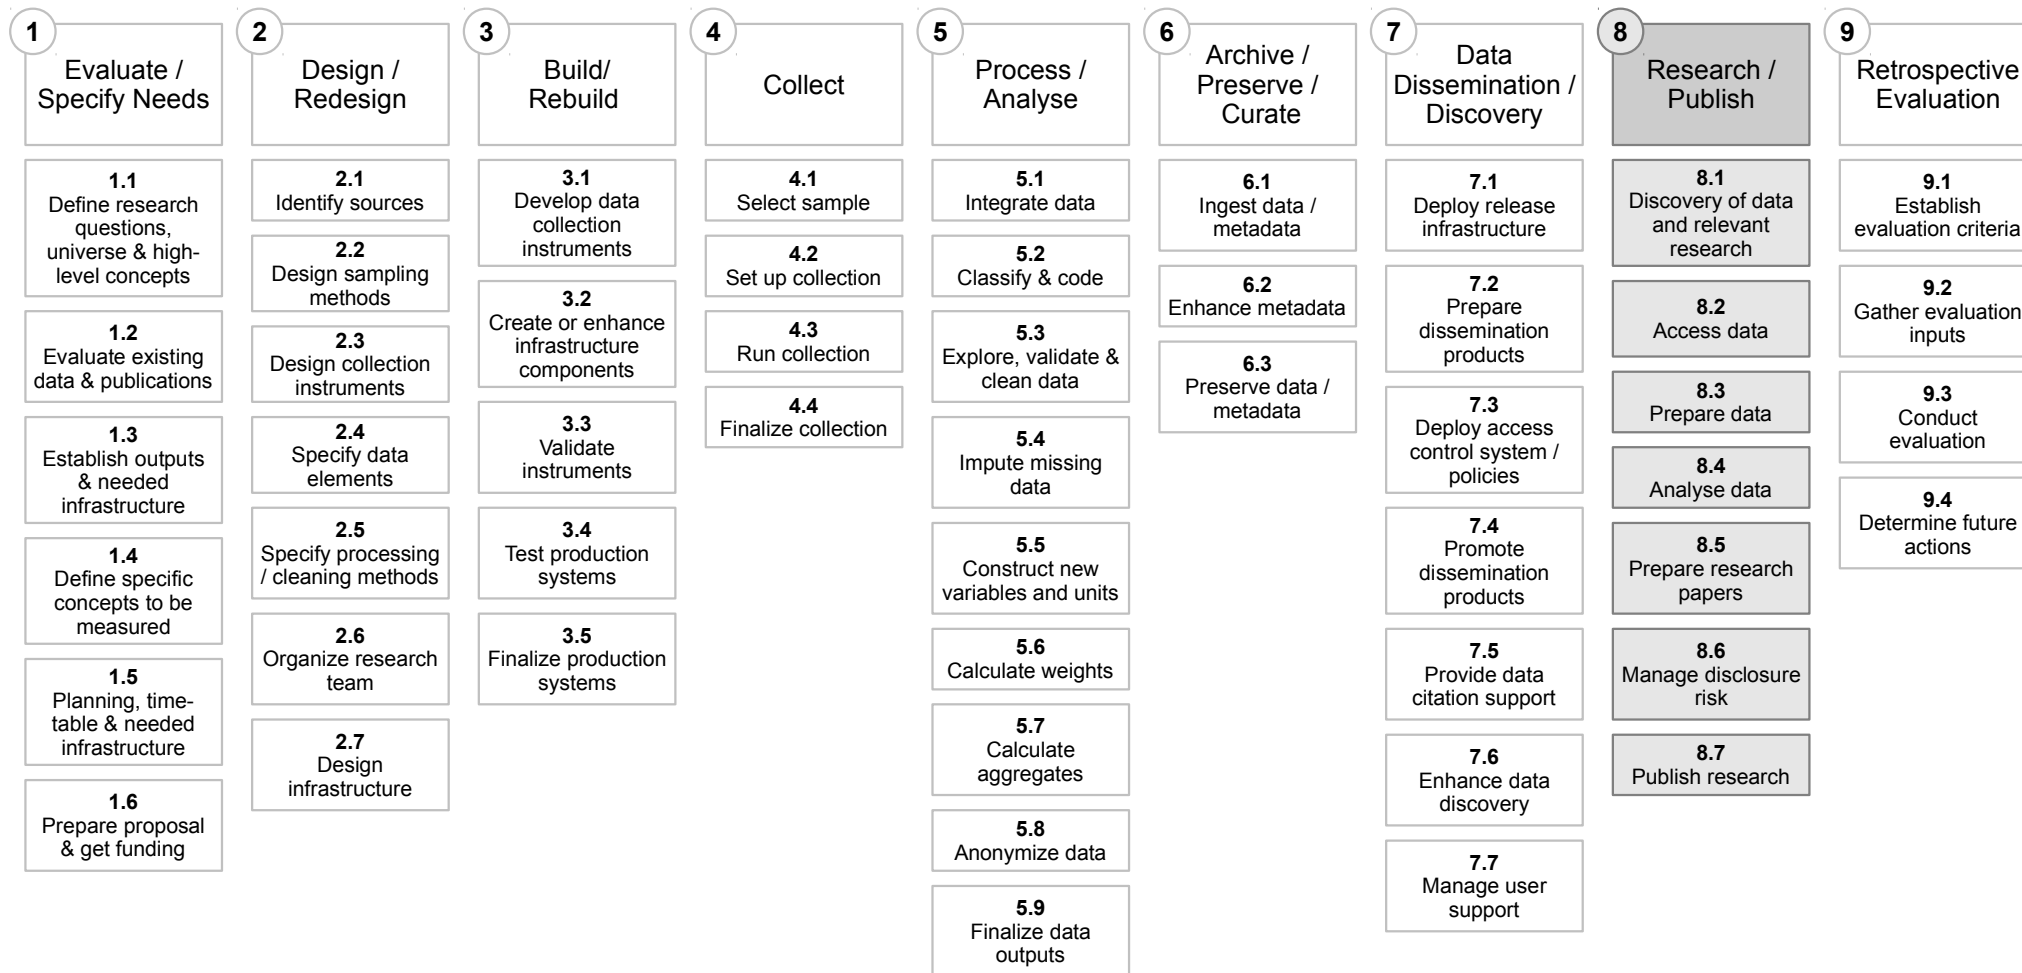 1
Evaluate /
Specify Needs
1.1
Define research
questions,
universe & high-
level concepts
1.2
Evaluate existing
data & publications
1.3
Establish outputs
& needed
infrastructure
1.4
Define specific
concepts to be
measured
1.5
Planning, time-
table & needed
infrastructure
1.6
Prepare proposal
& get funding
2
Design /
Redesign
2.1
Identify sources
2.2
Design sampling
methods
2.3
Design collection
instruments
2.4
Specify data
elements
2.5
Specify processing
/ cleaning methods
2.6
Organize research
team
2.7
Design
infrastructure
3
Build/
Rebuild
3.1
Develop data
collection
instruments
3.2
Create or enhance
infrastructure
components
3.3
Validate
instruments
3.4
Test production
systems
3.5
Finalize production
systems
4
Collect
4.1
Select sample
4.2
Set up collection
4.3
Run collection
4.4
Finalize collection
5
Process /
Analyse
5.1
Integrate data
5.2
Classify & code
5.3
Explore, validate &
clean data
5.4
Impute missing
data
5.5
Construct new
variables and units
5.6
Calculate weights
5.7
Calculate
aggregates
5.8
Anonymize data
5.9
Finalize data
outputs
6
Archive /
Preserve /
Curate
6.1
Ingest data /
metadata
6.2
Enhance metadata
6.3
Preserve data /
metadata
7
Data
Dissemination /
Discovery
7.1
Deploy release
infrastructure
7.2
Prepare
dissemination
products
7.3
Deploy access
control system /
policies
7.4
Promote
dissemination
products
7.5
Provide data
citation support
7.6
Enhance data
discovery
7.7
Manage user
support
8
Research /
Publish
8.1
Discovery of data
and relevant
research
8.2
Access data
8.3
Prepare data
8.4
Analyse data
8.5
Prepare research
papers
8.6
Manage disclosure
risk
8.7
Publish research
9
Retrospective
Evaluation
9.1
Establish
evaluation criteria
9.2
Gather evaluation
inputs
9.3
Conduct
evaluation
9.4
Determine future
actions